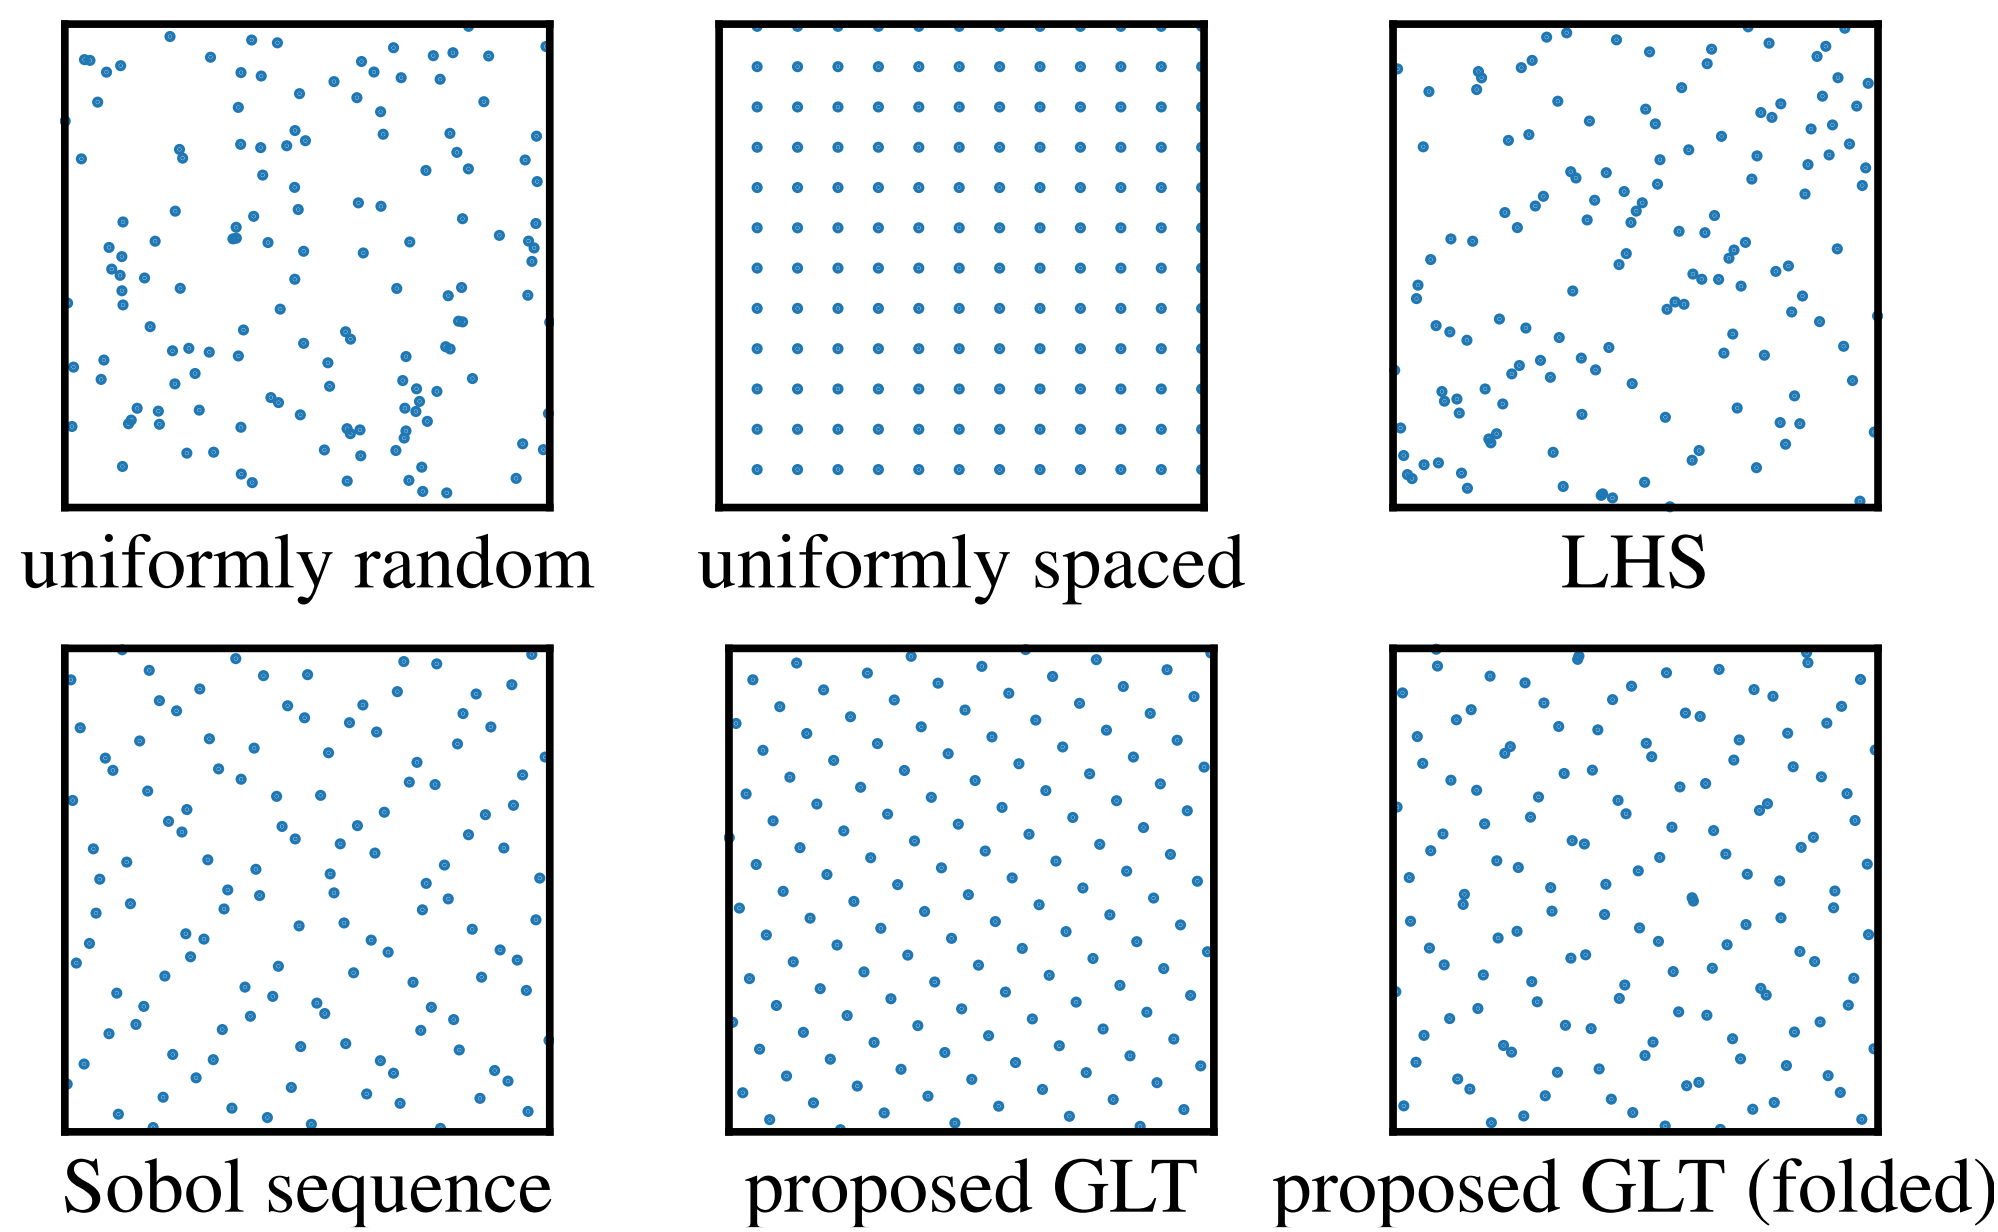 uniformly random
uniformly spaced
LHS
Sobol sequence
proposed GLT
proposed GLT (folded)